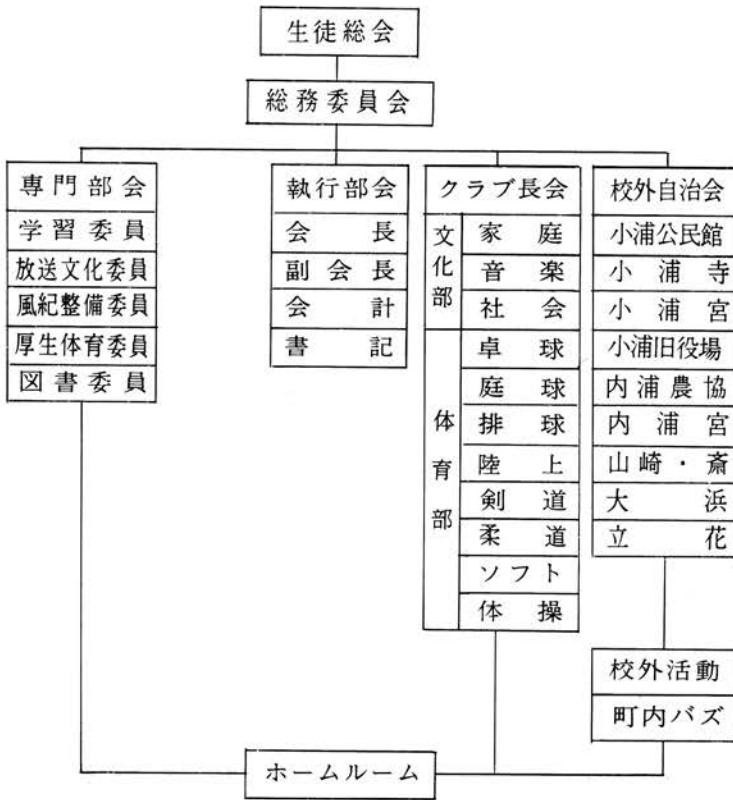 生徒総会
総務委員会
専門部会
学習委員
放送文化委員
風紀整備委員
厚生体育委員
図書委員
執行部会
会長
副会長
会計
書記
クラブ長会
文化部
家庭
音楽
社会
体育部
卓球
庭球
排球
陸上
剣道
柔道
ソフト
体操
校外自治会
小浦公民館
小浦寺
小浦宮
小浦旧役場
内浦農協
内浦宮
山崎・斎
大浜
立花
校外活動
町内バズ
ホームルーム